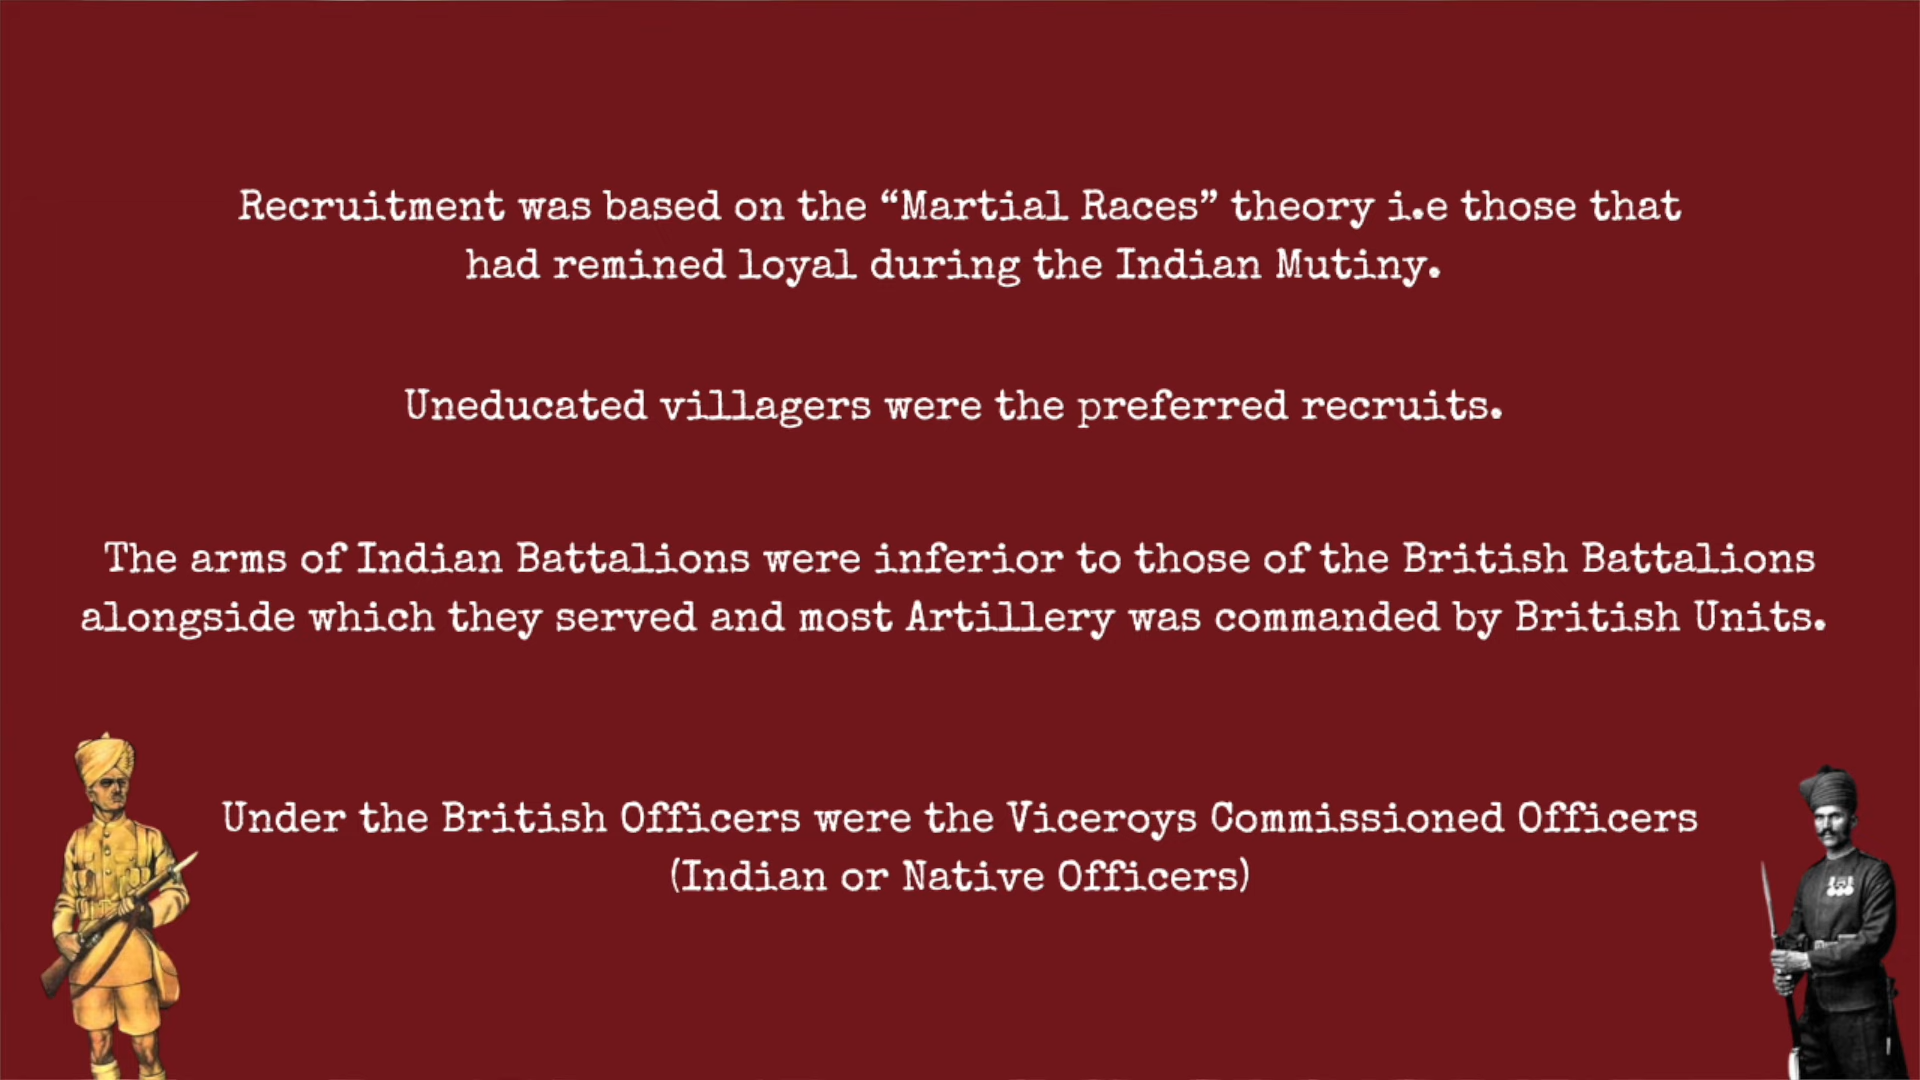 Recruitment was based on the “Martial Races” theory i.e those that
had remined loyal during the Indian Mutiny.
Uneducated villagers were the preferred recruits.
The arms of Indian Battalions were inferior to those of the British Battalions
alongside which they served and most Artillery was commanded by British Units.
Under the British Officers were the Viceroys Commissioned Officers
(Indian or Native Officers)